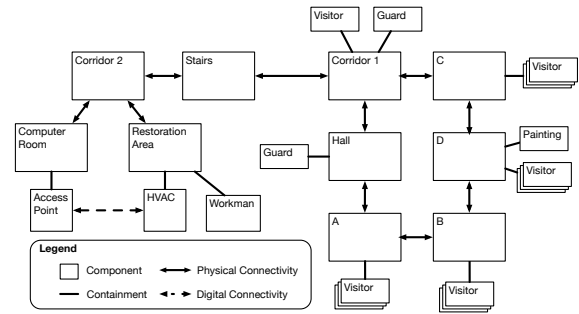 Visitor
Guard
Corridor 2
Stairs
Corridor 1
C
Visitor
Computer
Room
Restoration
Area
Guard
Hall
D
Painting
Visitor
Access
Point
HVAC
Workman
A
B
Visitor
Visitor
Legend
Component
Physical Connectivity
Containment
Digital Connectivity